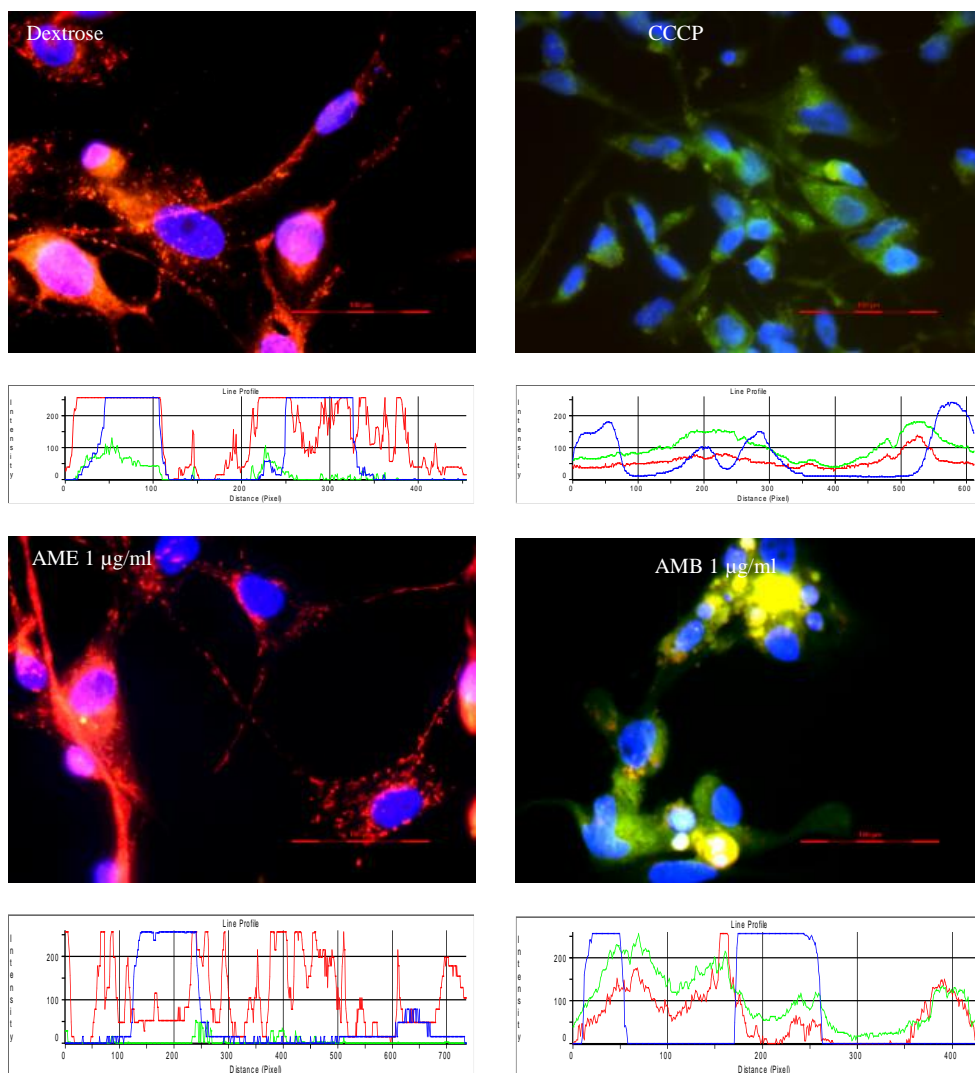 Dextrose
CCCP
Line Profile
Intensity
200
100
0
0 100 200 300 400
Distance (Pixel)
Line Profile
Intensity
200
100
0
0 100 200 300 400 500 600
Distance (Pixel)
AME 1 µg/ml
AMB 1 µg/ml
Line Profile
Intensity
200
100
0
0 100 200 300 400 500 600 700
Distance (Pixel)
Line Profile
Intensity
200
100
0
0 100 200 300 400
Distance (Pixel)